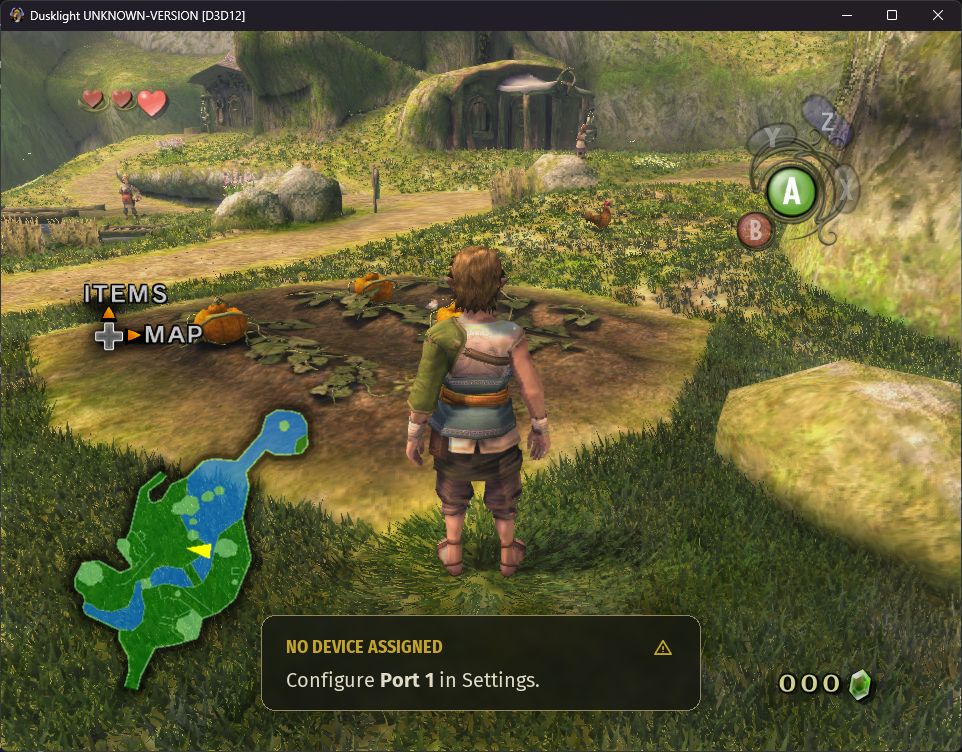 Dusklight UNKNOWN-VERSION [D3D12]
Z
Y
X
A
B
ITEMS
MAP
NO DEVICE ASSIGNED
Configure Port 1 in Settings.
000